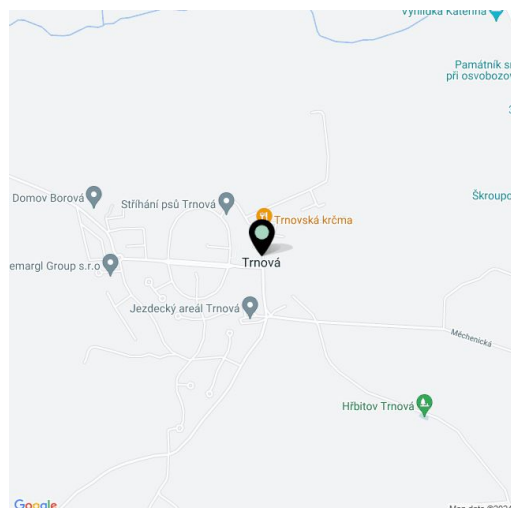 Vyhlídka Kateřina
Památník
při osvobozov
Domov Borová
Stříhání psů Trnová
Škroupo
Trnovská krčma
Trnová
emargl Group s.r.o
Jezdecký areál Trnová
Měchenická
Hřbitov Trnová
Google